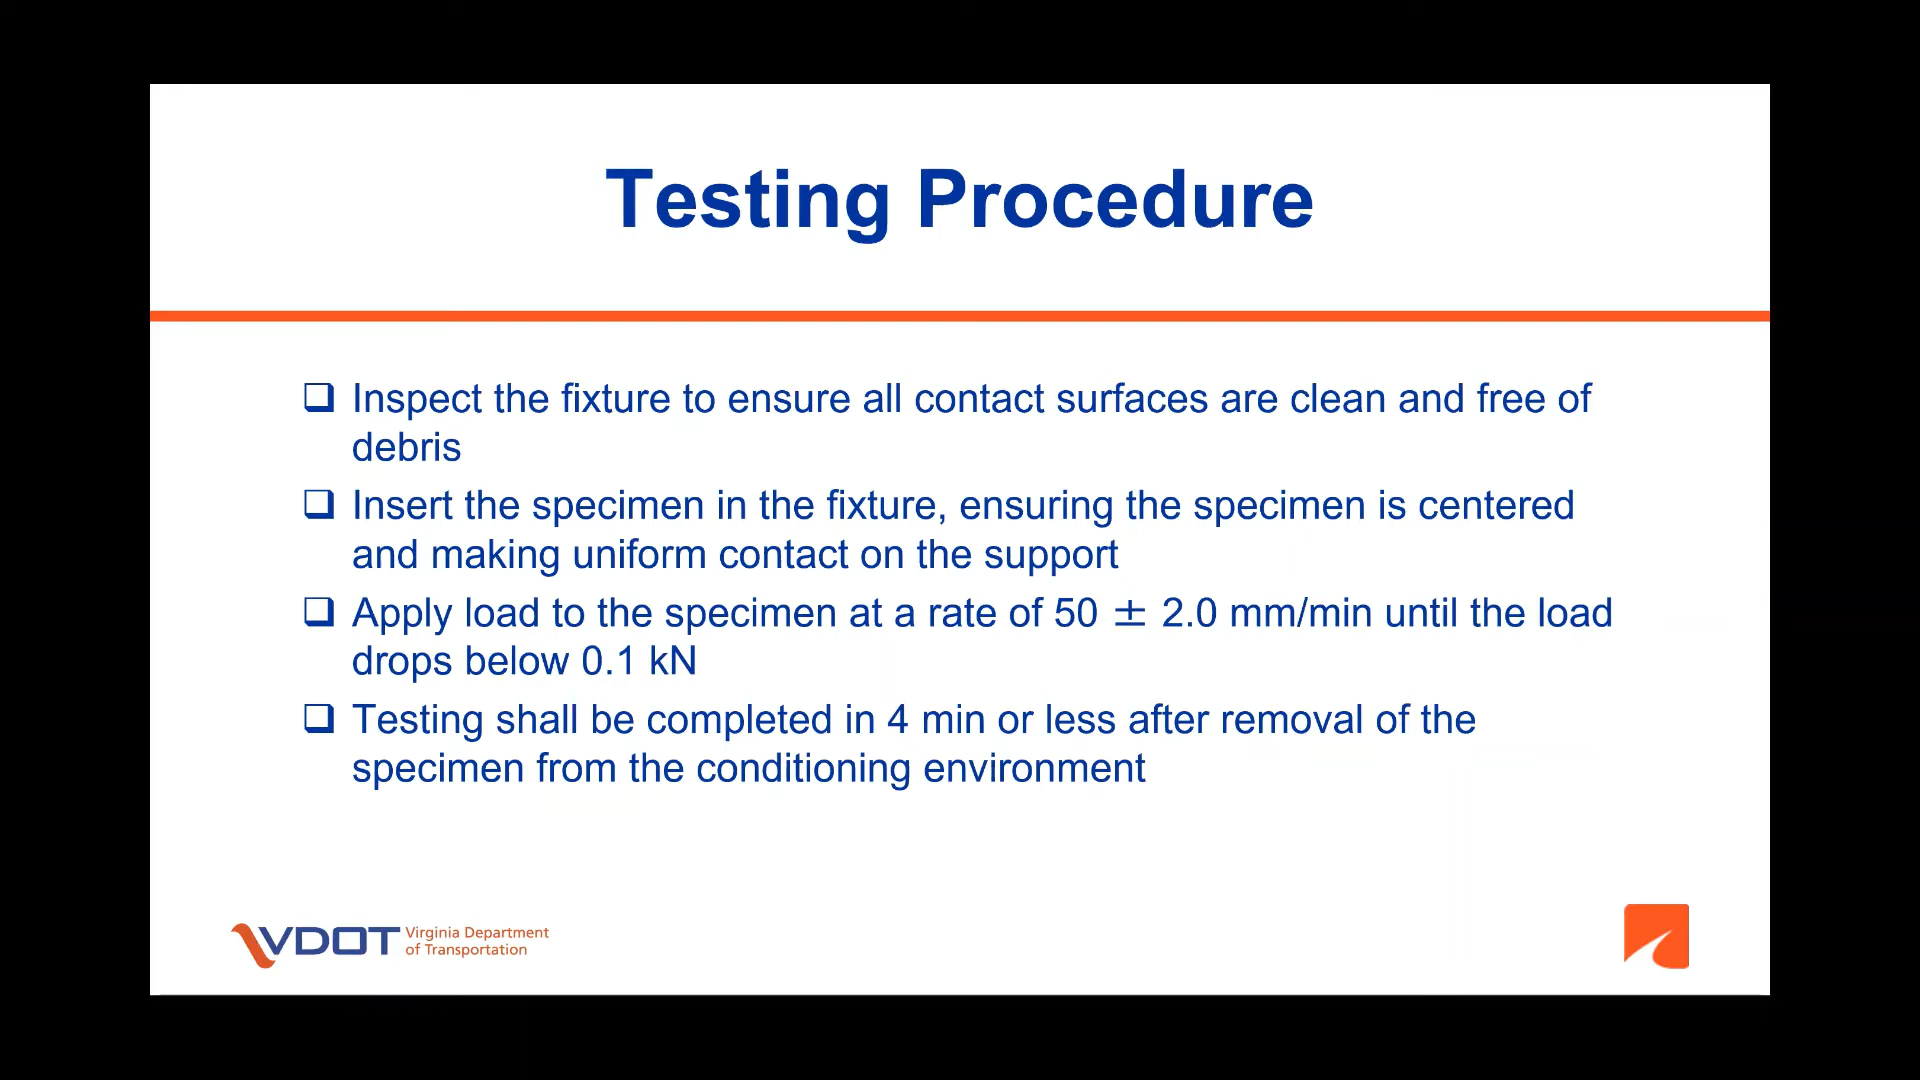 Testing Procedure
❑ Inspect the fixture to ensure all contact surfaces are clean and free of
debris
❑ Insert the specimen in the fixture, ensuring the specimen is centered
and making uniform contact on the support
❑ Apply load to the specimen at a rate of 50 ± 2.0 mm/min until the load
drops below 0.1 kN
❑ Testing shall be completed in 4 min or less after removal of the
specimen from the conditioning environment
VDOT Virginia Department
of Transportation